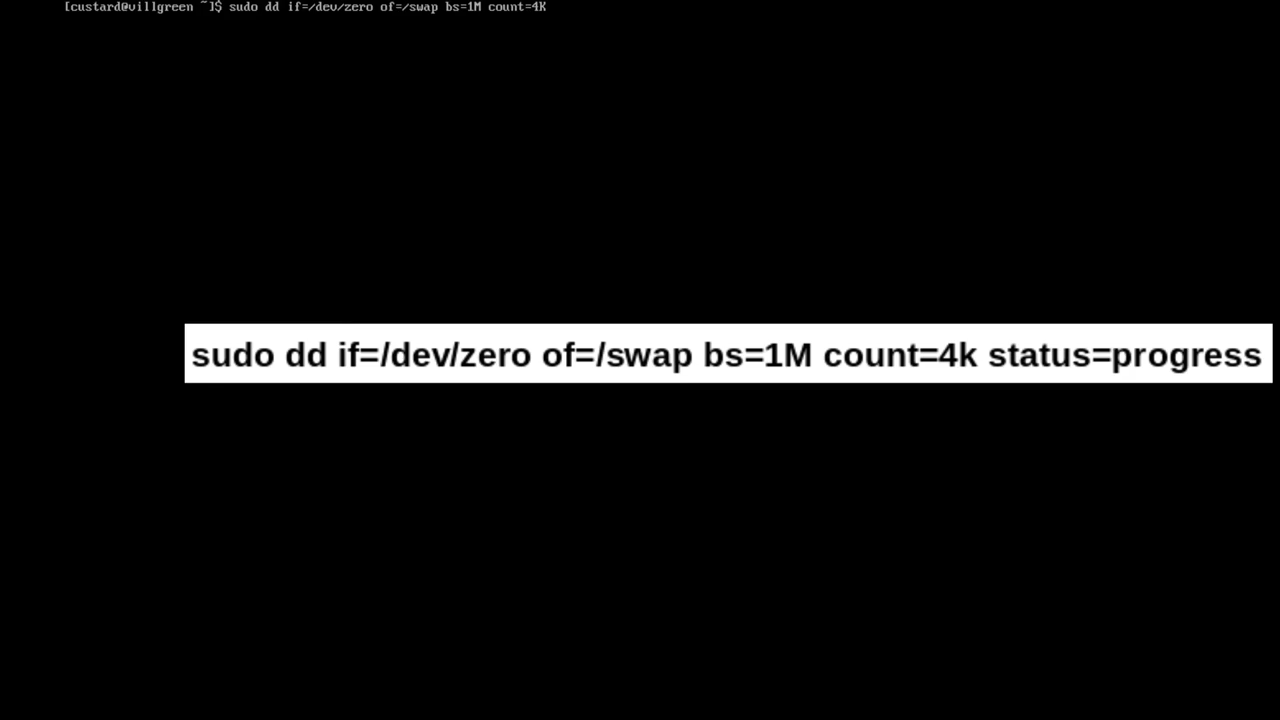 [custard@villgreen ~]$ sudo dd if=/dev/zero of=/swap bs=1M count=4K
sudo dd if=/dev/zero of=/swap bs=1M count=4k status=progress